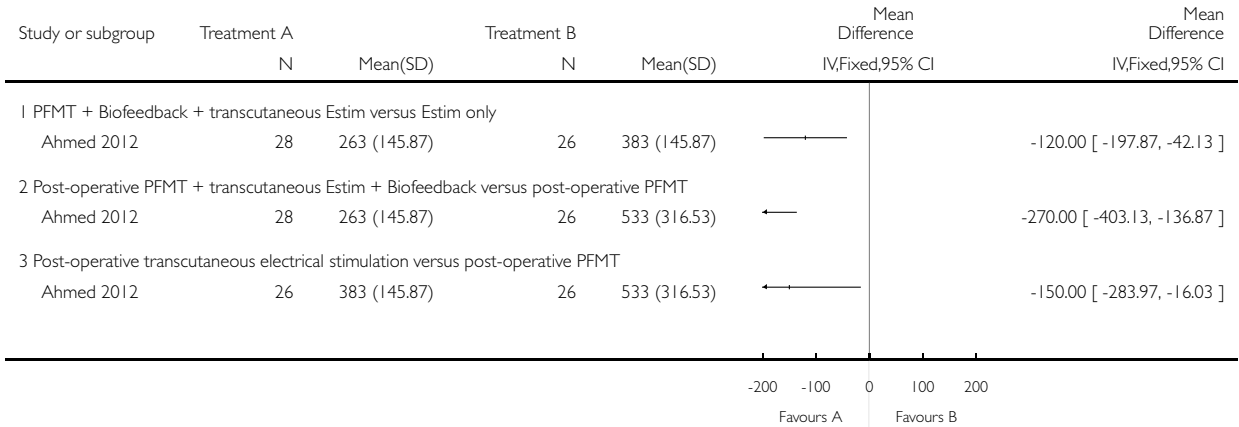 Study or subgroup Treatment A Treatment B Mean Difference Mean Difference
N Mean(SD) N Mean(SD) IV,Fixed,95% CI IV,Fixed,95% CI
1 PFMT + Biofeedback + transcutaneous Estim versus Estim only
Ahmed 2012 28 263 (145.87) 26 383 (145.87) -120.00 [ -197.87, -42.13 ]
2 Post-operative PFMT + transcutaneous Estim + Biofeedback versus post-operative PFMT
Ahmed 2012 28 263 (145.87) 26 533 (316.53) -270.00 [ -403.13, -136.87 ]
3 Post-operative transcutaneous electrical stimulation versus post-operative PFMT
Ahmed 2012 26 383 (145.87) 26 533 (316.53) -150.00 [ -283.97, -16.03 ]
-200 -100 0 100 200
Favours A Favours B